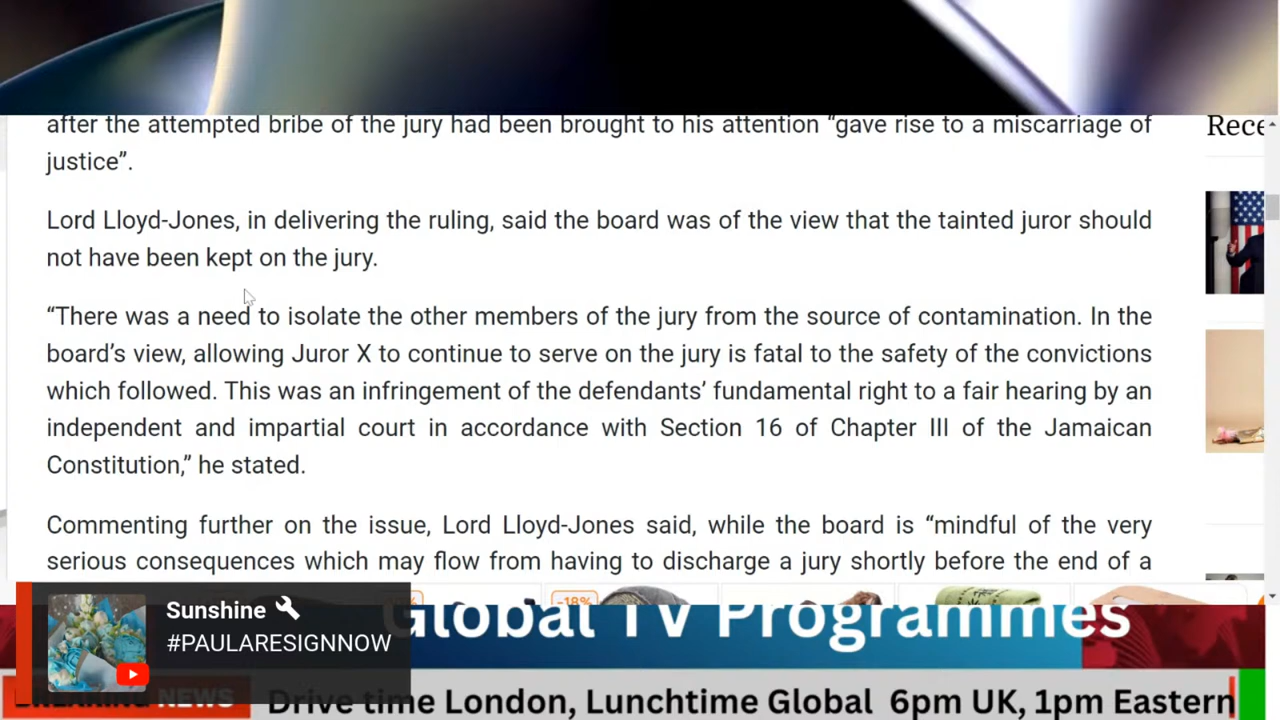 after the attempted bribe of the jury had been brought to his attention “gave rise to a miscarriage of
justice”.
Rece
Lord Lloyd-Jones, in delivering the ruling, said the board was of the view that the tainted juror should
not have been kept on the jury.
“There was a need to isolate the other members of the jury from the source of contamination. In the
board’s view, allowing Juror X to continue to serve on the jury is fatal to the safety of the convictions
which followed. This was an infringement of the defendants’ fundamental right to a fair hearing by an
independent and impartial court in accordance with Section 16 of Chapter III of the Jamaican
Constitution,” he stated.
Commenting further on the issue, Lord Lloyd-Jones said, while the board is “mindful of the very
serious consequences which may flow from having to discharge a jury shortly before the end of a
-18%
Sunshine
#PAULARESIGNNOW
Global TV Programmes
BREAKING NEWS
Drive time London, Lunchtime Global 6pm UK, 1pm Eastern